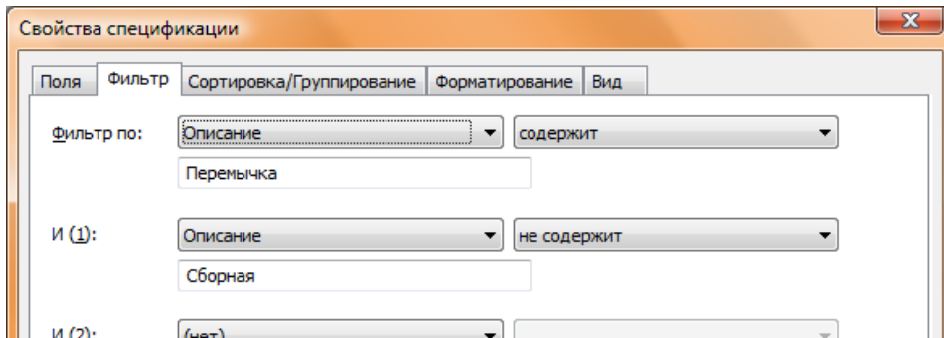 Свойства спецификации
Поля Фильтр Сортировка/Группирование Форматирование Вид
Фильтр по: Описание содержит
Перемычка
И (1): Описание не содержит
Сборная
И (2): (нет)